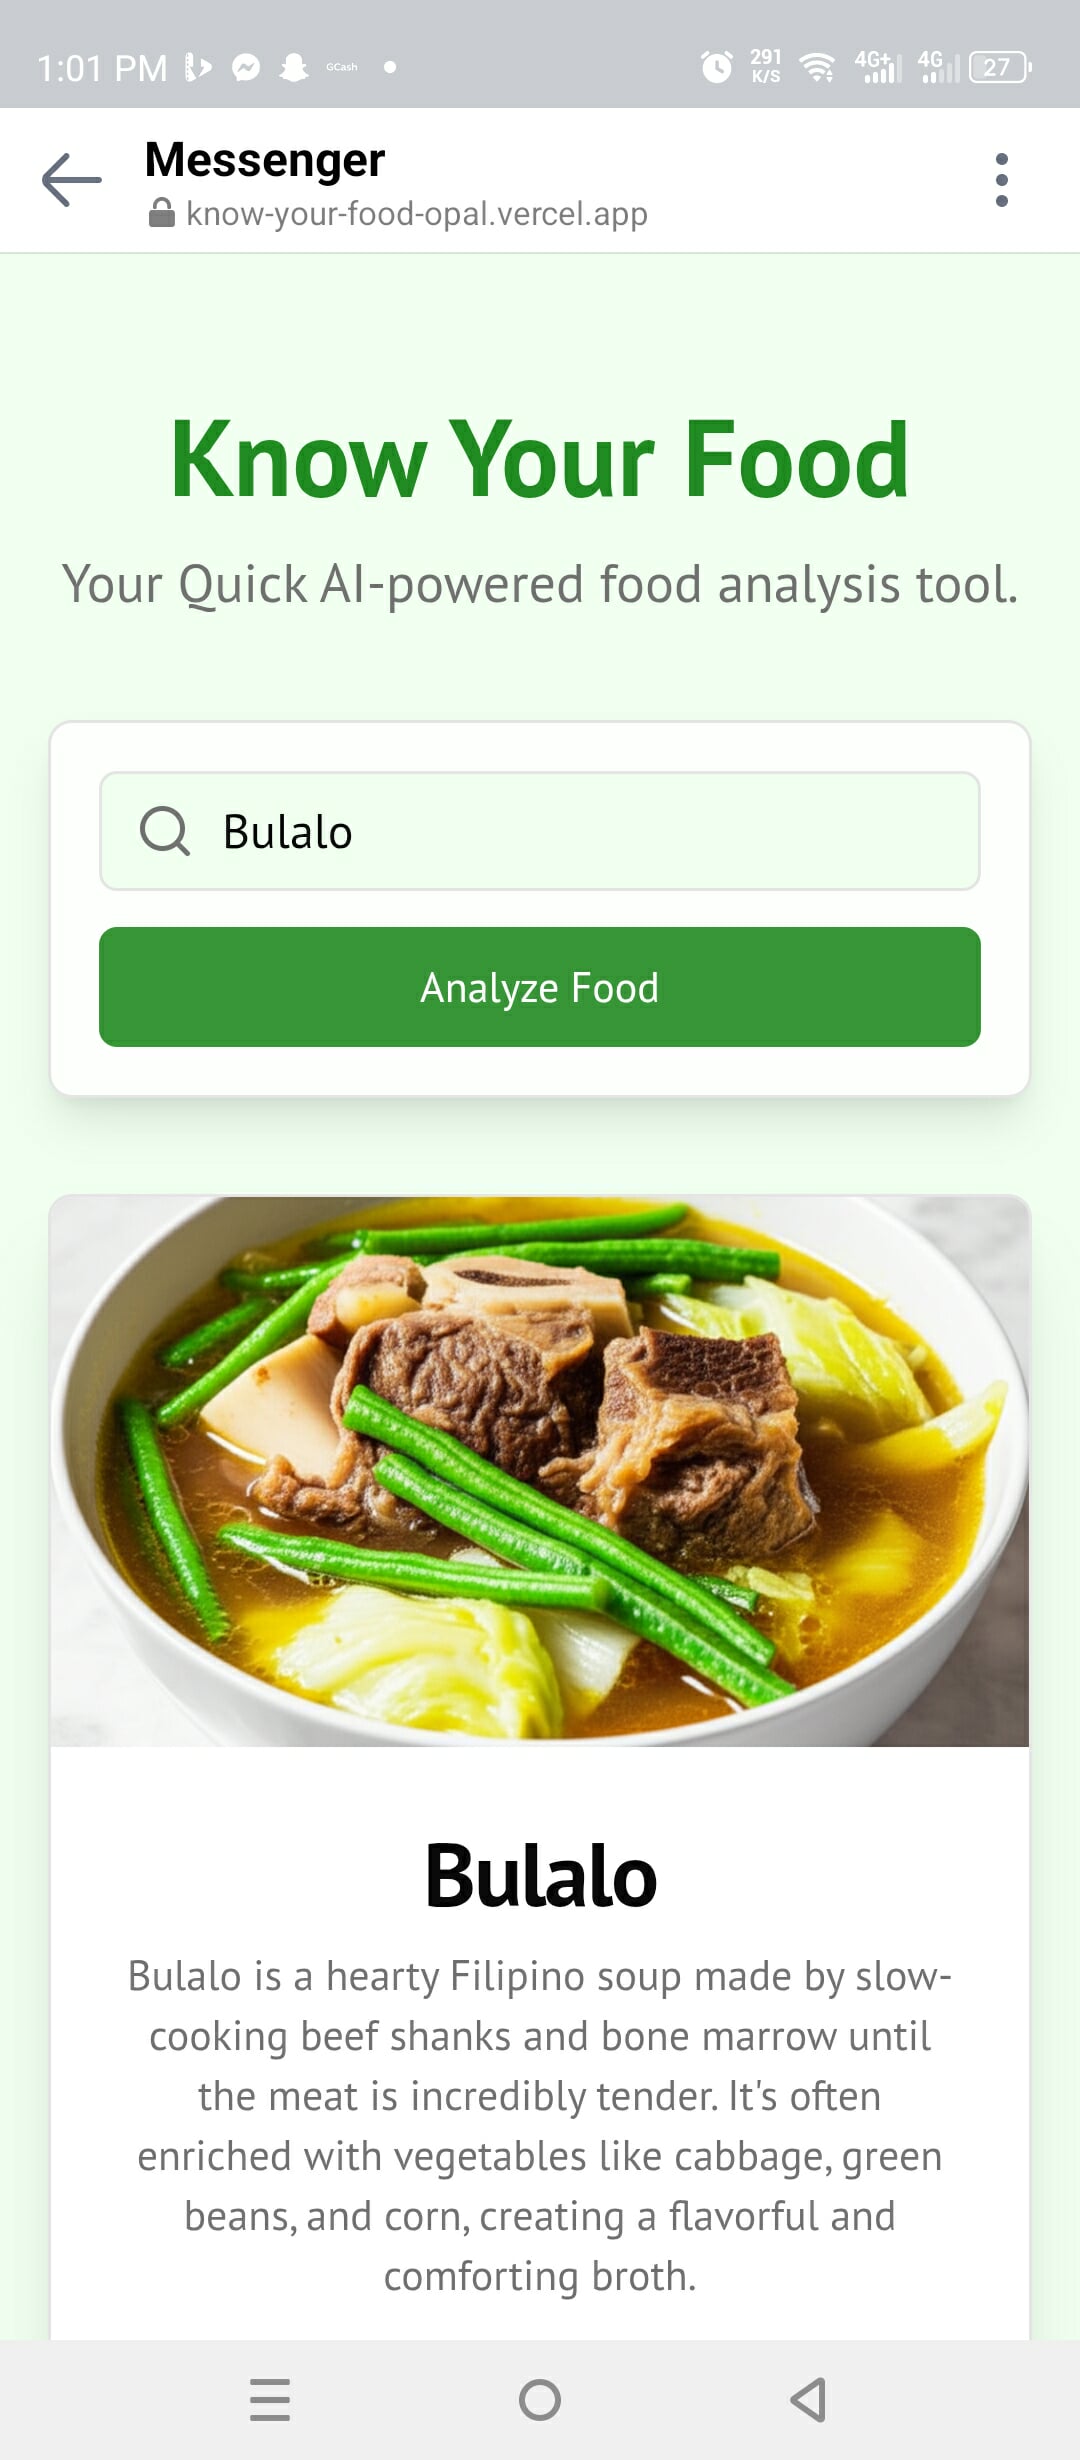 1:01 PM GCash 291 K/S 4G+ 4G 27
Messenger
know-your-food-opal.vercel.app
Know Your Food
Your Quick AI-powered food analysis tool.
Bulalo
Analyze Food
Bulalo
Bulalo is a hearty Filipino soup made by slow-
cooking beef shanks and bone marrow until
the meat is incredibly tender. It's often
enriched with vegetables like cabbage, green
beans, and corn, creating a flavorful and
comforting broth.